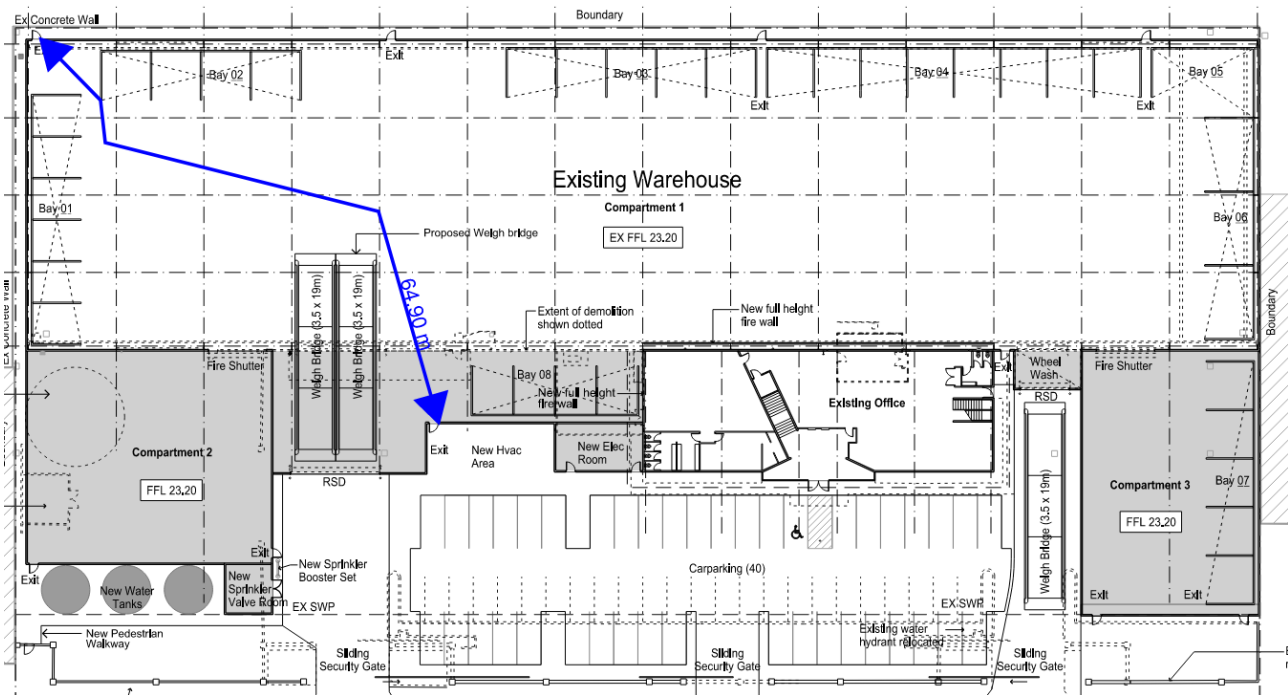 Ex Concrete Wall
Boundary
Exit
Exit
Exit
Bay 02
Bay 03
Bay 04
Bay 05
Exit
Exit
Existing Warehouse
Compartment 1
EX FFL 23.20
Bay 01
Bay 06
Proposed Weigh bridge
Weigh Bridge (3.5 x 19m)
Weigh Bridge (3.5 x 19m)
64.90 m
Extent of demolition
shown dotted
New full height
fire wall
Boundary
Fire Shutter
Bay 08
New full height
fire wall
Existing Office
Exit
Wheel
Wash
Fire Shutter
RSD
Exit
New Hvac
Area
New Elec
Room
Compartment 2
FFL 23.20
RSD
Weigh Bridge (3.5 x 19m)
Compartment 3
FFL 23.20
Bay 07
Exit
Exit
New Sprinkler
Booster Set
New Water
Tanks
New
Sprinkler
Valve Room
EX SWP
Carparking (40)
EX SWP
Exit
Exit
New Pedestrian
Walkway
Existing water
hydrant relocated
Sliding
Security Gate
Sliding
Security Gate
Sliding
Security Gate